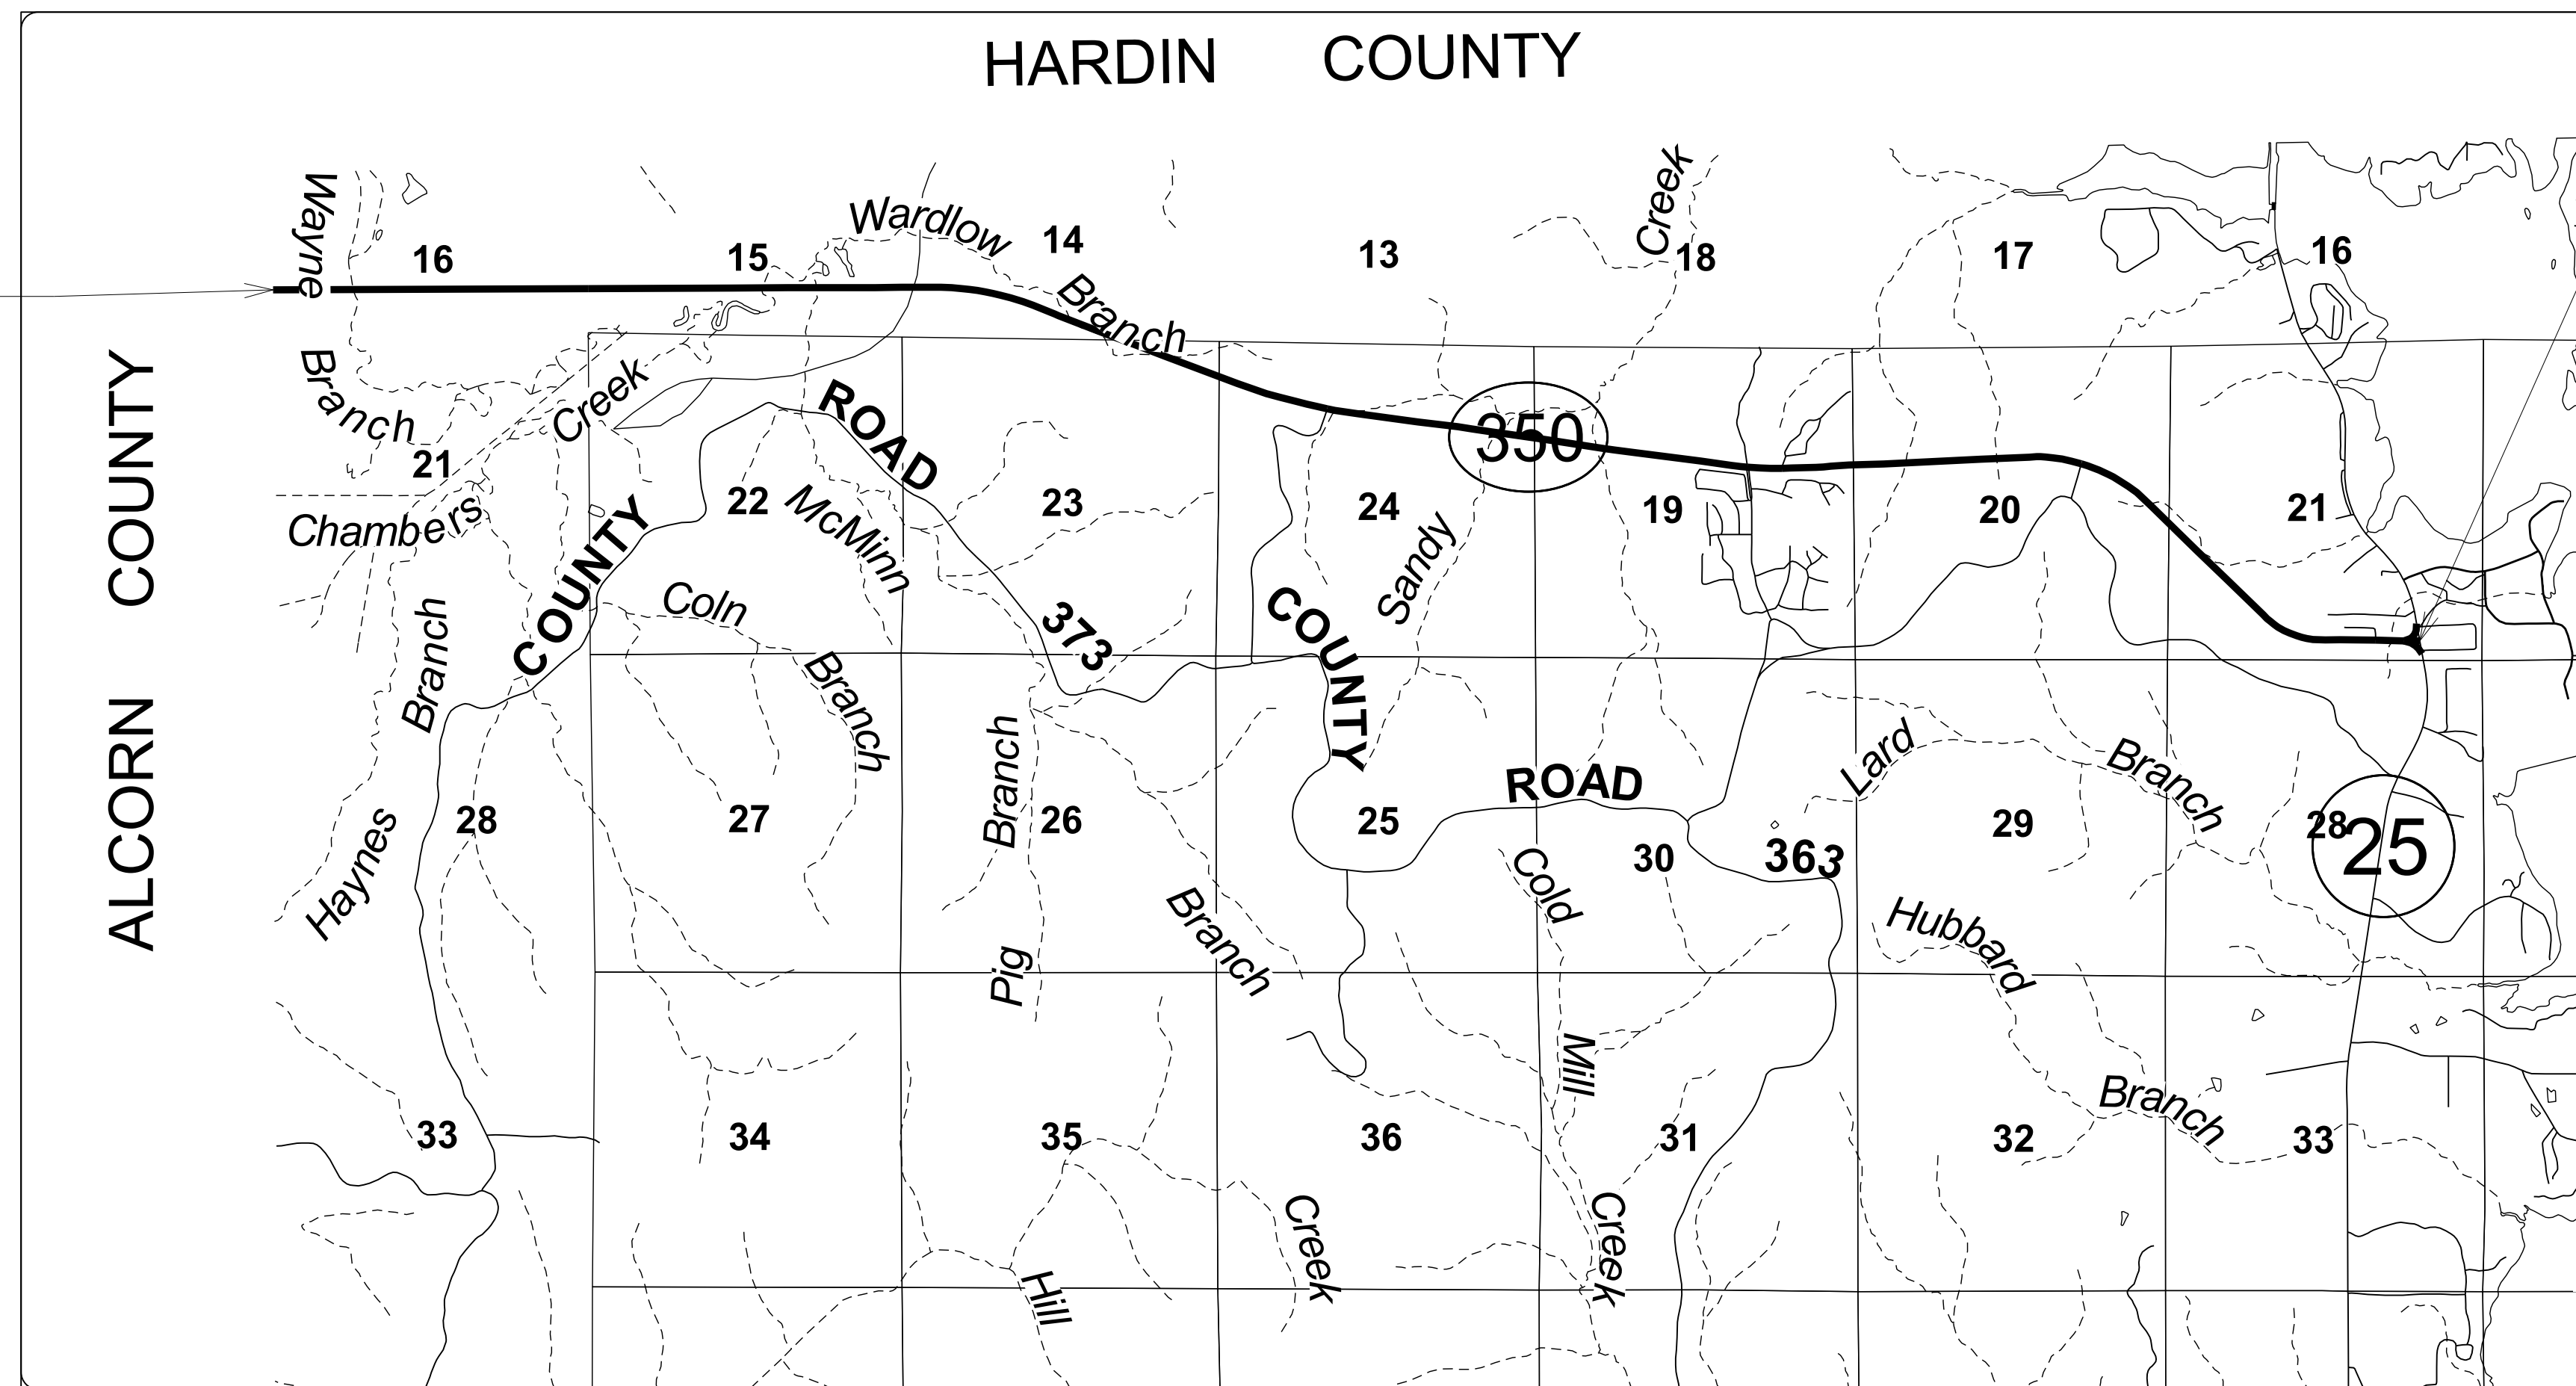 HARDIN COUNTY
ALCORN COUNTY
Wayne Branch
16
15
Wardlow Branch
14
13
Creek
18
17
16
Creek
21
Chambers
COUNTY ROAD 373
22
McMinn Branch
23
24
Sandy
350
19
20
21
Coln Branch
COUNTY ROAD 363
Haynes Branch
28
27
Pig Branch
26
25
Branch
Cold Mill Creek
30
Lard Branch
29
28
25
Hubbard Branch
33
34
35
36
31
32
33
Hill
Creek